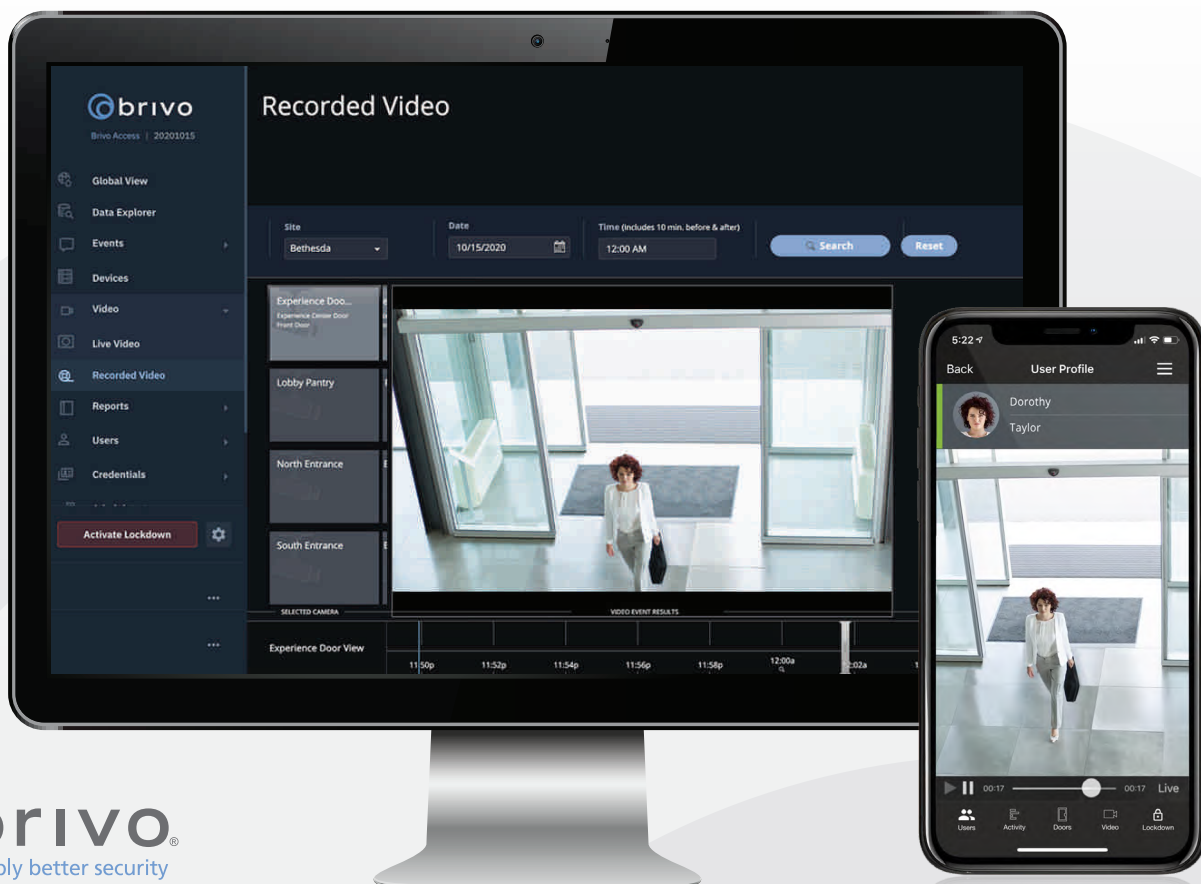 brivo
Brivo Access | 20201015
Global View
Data Explorer
Events
Devices
Video
Live Video
Recorded Video
Reports
Users
Credentials
Activate Lockdown
Recorded Video
Site
Date
Time (Includes 10 min. before & after)
Bethesda
10/15/2020
12:00 AM
Search
Reset
Experience Doo...
Experience Center Door
Front Door
Lobby Pantry
North Entrance
South Entrance
SELECTED CAMERA
VIDEO EVENT RESULTS
Experience Door View
11:50p 11:52p 11:54p 11:56p 11:58p 12:00a 12:02a
5:22
Back User Profile
Dorothy
Taylor
00:17 00:17 Live
Users Activity Doors Video Lockdown
brivo®
better security